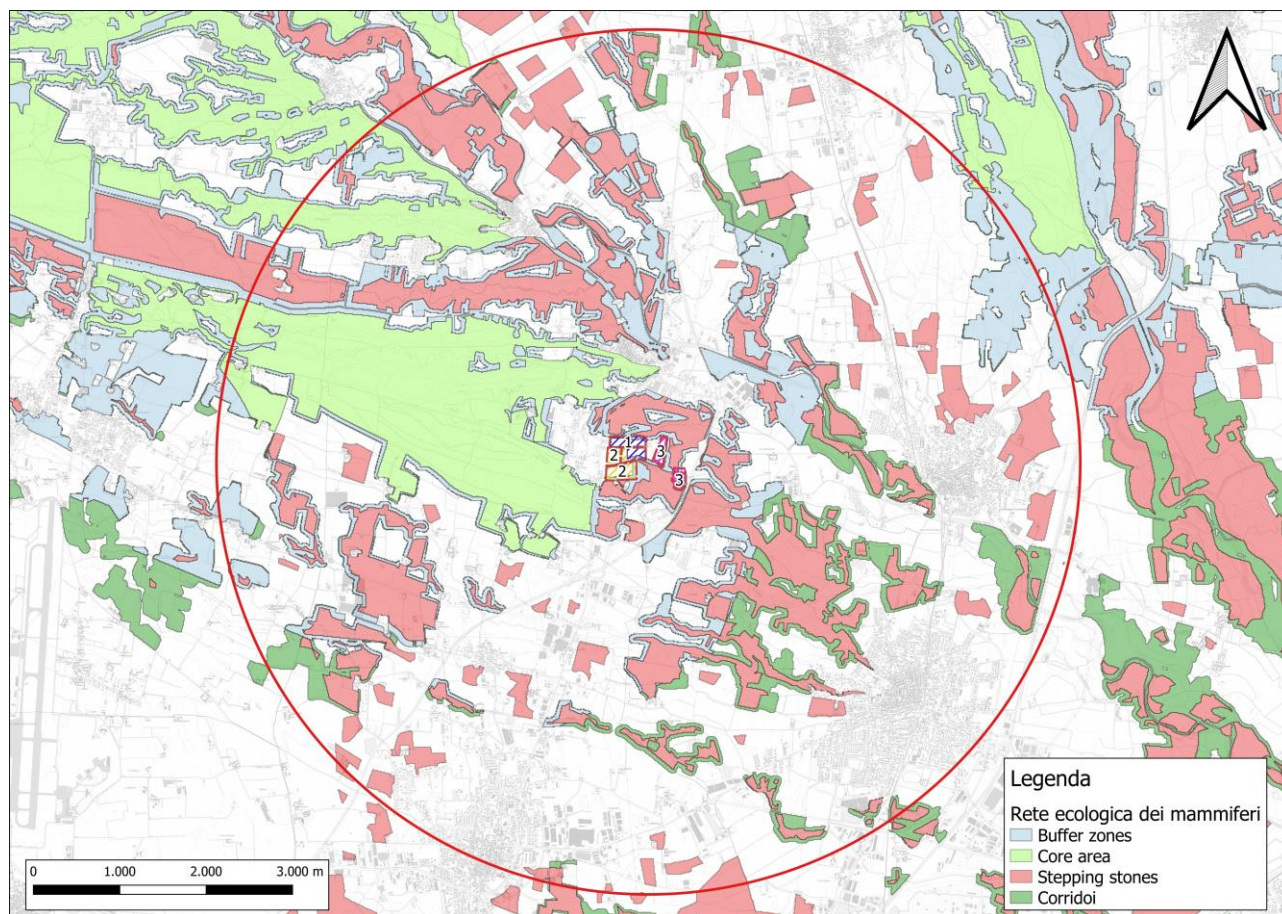 1
2
1
3
2
3
Legenda
Rete ecologica dei mammiferi
Buffer zones
Core area
Stepping stones
Corridoi
0 1.000 2.000 3.000 m